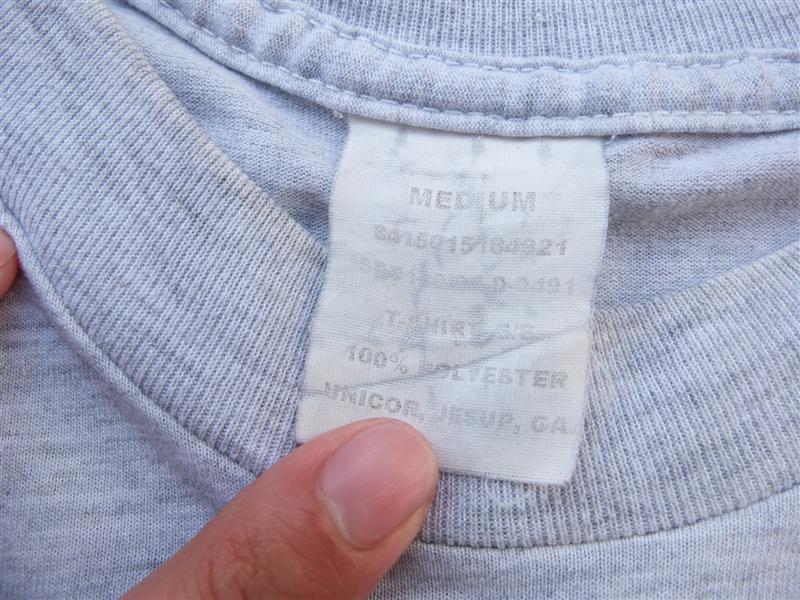 MEDIUM
8415015184921
T-SHIRT
100% POLYESTER
UNICOR, JESUP, GA.